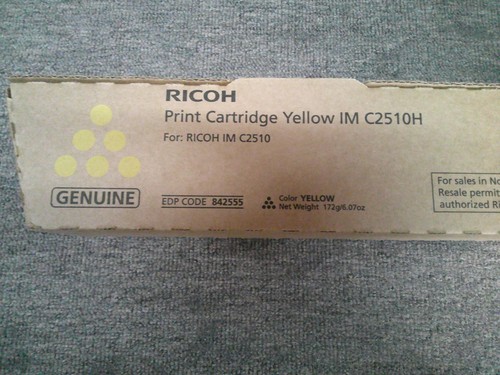 RICOH
Print Cartridge Yellow IM C2510H
For: RICOH IM C2510
GENUINE
EDP CODE 842555
Color YELLOW
Net Weight 172g/6.07oz
For sales in
Resale
authorized